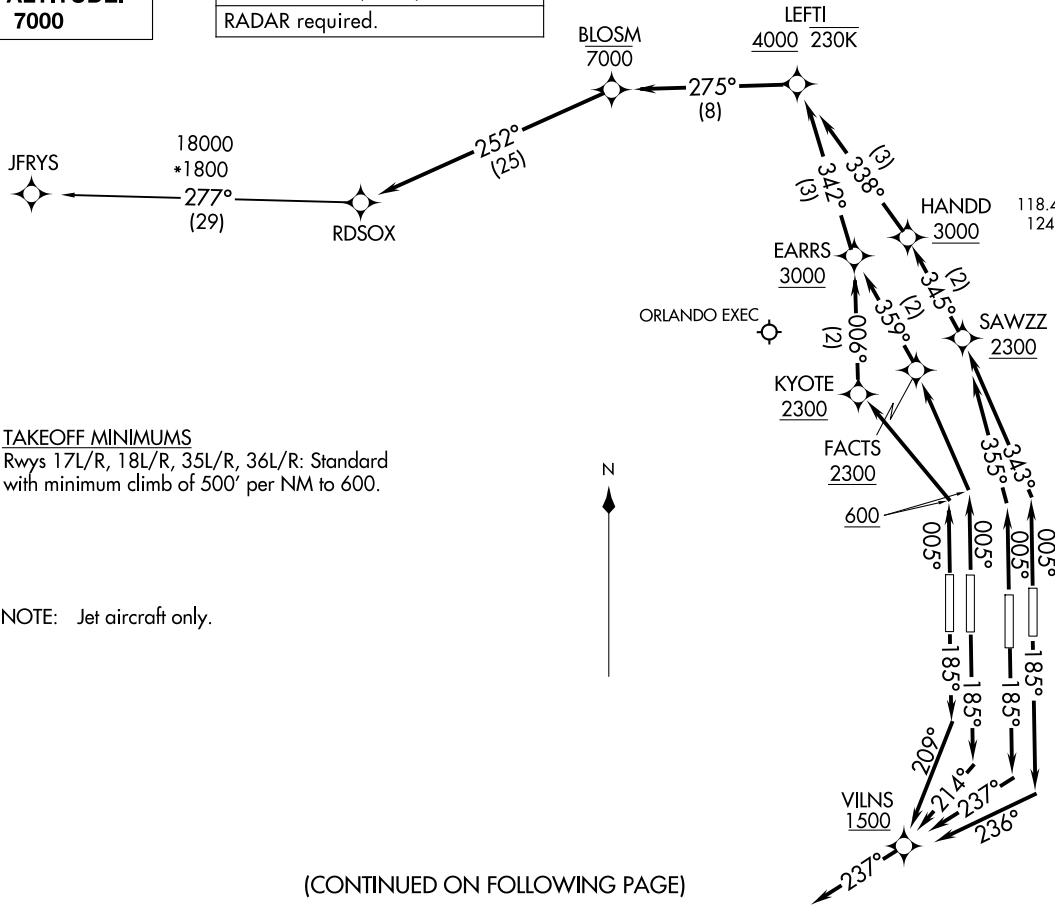 7000
RADAR required.
LEFTI
4000 230K
BLOSM
7000
275°
(8)
252°
(25)
18000
*1800
277°
(29)
JFRYS
RDSOX
342°
(3)
338°
(3)
HANDD
3000
118.4
124
EARRS
3000
345°
(2)
359°
(2)
006°
(2)
ORLANDO EXEC
SAWZZ
2300
KYOTE
2300
FACTS
2300
600
355°
343°
TAKEOFF MINIMUMS
Rwys 17L/R, 18L/R, 35L/R, 36L/R: Standard
with minimum climb of 500' per NM to 600.
N
005°
005°
005°
005°
NOTE: Jet aircraft only.
185°
185°
185°
185°
209°
214°
237°
236°
VILNS
1500
237°
(CONTINUED ON FOLLOWING PAGE)